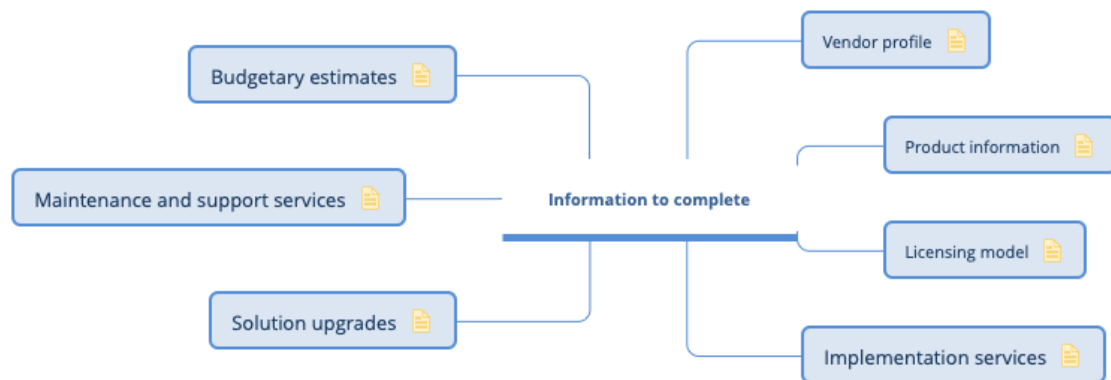 Vendor profile
Budgetary estimates
Product information
Maintenance and support services
Information to complete
Licensing model
Solution upgrades
Implementation services